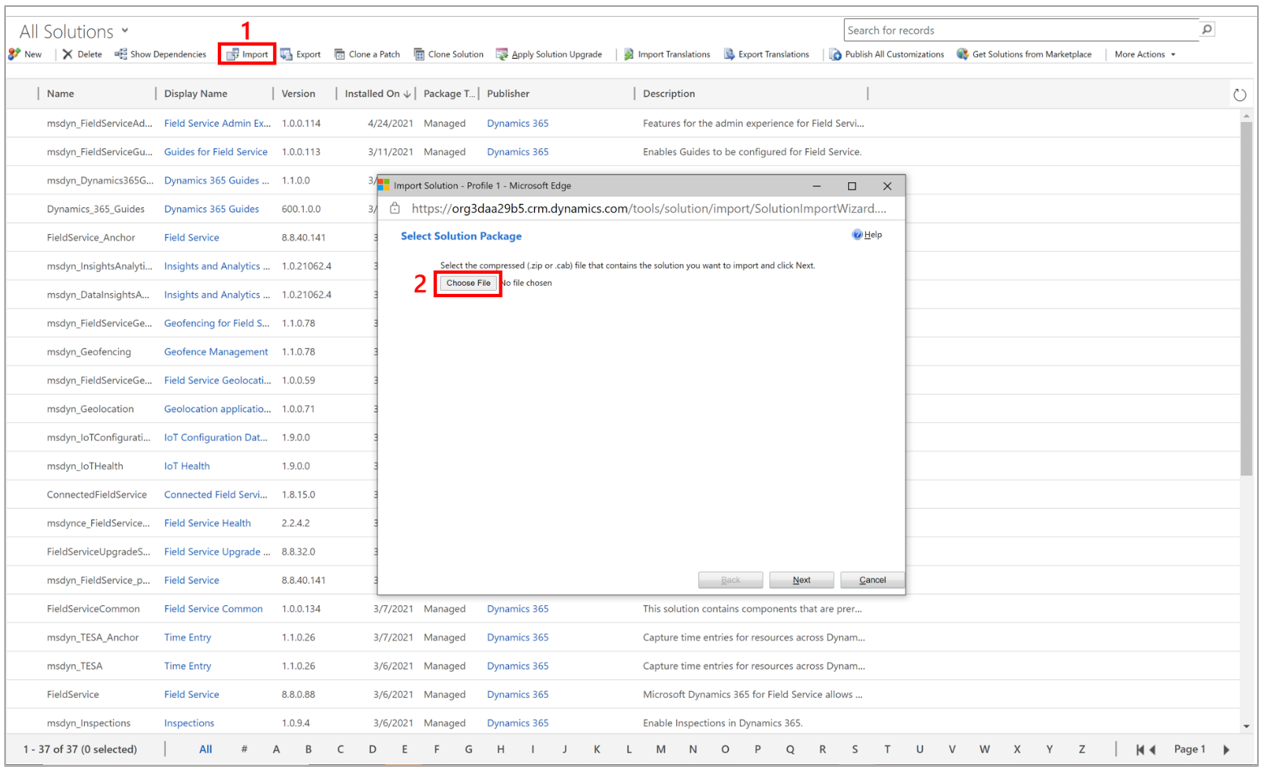 1
All Solutions
Search for records
New Delete Show Dependencies Import Export Clone a Patch Clone Solution Apply Solution Upgrade Import Translations Export Translations Publish All Customizations Get Solutions from Marketplace More Actions
Name Display Name Version Installed On Package T... Publisher Description
msdyn_FieldServiceAd... Field Service Admin Ex... 1.0.0.114 4/24/2021 Managed Dynamics 365 Features for the admin experience for Field Servi...
msdyn_FieldServiceGu... Guides for Field Service 1.0.0.113 3/11/2021 Managed Dynamics 365 Enables Guides to be configured for Field Service.
msdyn_Dynamics365G... Dynamics 365 Guides ... 1.1.0.0 3/
Dynamics_365_Guides Dynamics 365 Guides 600.1.0.0 3/
FieldService_Anchor Field Service 8.8.40.141 3
msdyn_InsightsAnalyti... Insights and Analytics ... 1.0.21062.4 3
msdyn_DataInsightsA... Insights and Analytics ... 1.0.21062.4 3
msdyn_FieldServiceGe... Geofencing for Field S... 1.1.0.78 3
msdyn_Geofencing Geofence Management 1.1.0.78 3
msdyn_FieldServiceGe... Field Service Geolocati... 1.0.0.59 3
msdyn_Geolocation Geolocation applicatio... 1.0.0.71 3
msdyn_IoTConfigurati... IoT Configuration Dat... 1.9.0.0 3
msdyn_IoTHealth IoT Health 1.9.0.0 3
ConnectedFieldService Connected Field Servi... 1.8.15.0 3
msdynce_FieldService... Field Service Health 2.2.4.2 3
FieldServiceUpgradeS... Field Service Upgrade ... 8.8.32.0 3
msdyn_FieldService_p... Field Service 8.8.40.141 3
Import Solution - Profile 1 - Microsoft Edge
https://org3daa29b5.crm.dynamics.com/tools/solution/import/SolutionImportWizard....
Select Solution Package Help
Select the compressed (.zip or .cab) file that contains the solution you want to import and click Next.
2 Choose File No file chosen
Back Next Cancel
FieldServiceCommon Field Service Common 1.0.0.134 3/7/2021 Managed Dynamics 365 This solution contains components that are prer...
msdyn_TESA_Anchor Time Entry 1.1.0.26 3/7/2021 Managed Dynamics 365 Capture time entries for resources across Dynam...
msdyn_TESA Time Entry 1.1.0.26 3/6/2021 Managed Dynamics 365 Capture time entries for resources across Dynam...
FieldService Field Service 8.8.0.88 3/6/2021 Managed Dynamics 365 Microsoft Dynamics 365 for Field Service allows ...
msdyn_Inspections Inspections 1.0.9.4 3/6/2021 Managed Dynamics 365 Enable Inspections in Dynamics 365.
1 - 37 of 37 (0 selected) All # A B C D E F G H I J K L M N O P Q R S T U V W X Y Z Page 1